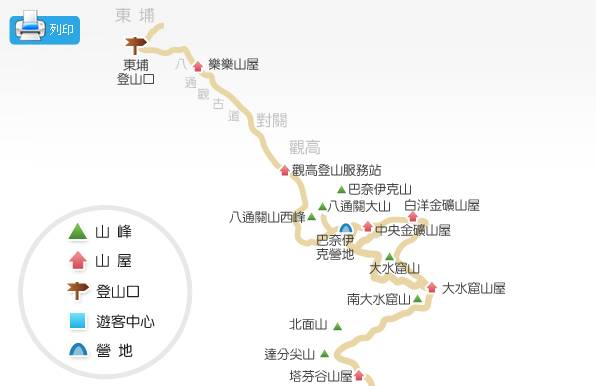 列印
東埔
東埔
登山口
八通觀古道
樂樂山屋
對關
觀高
觀高登山服務站
巴奈伊克山
八通關大山
白洋金礦山屋
八通關山西峰
中央金礦山屋
巴奈伊
克營地
大水窟山
大水窟山屋
南大水窟山
北面山
達分尖山
塔芬谷山屋
山峰
山屋
登山口
遊客中心
營地